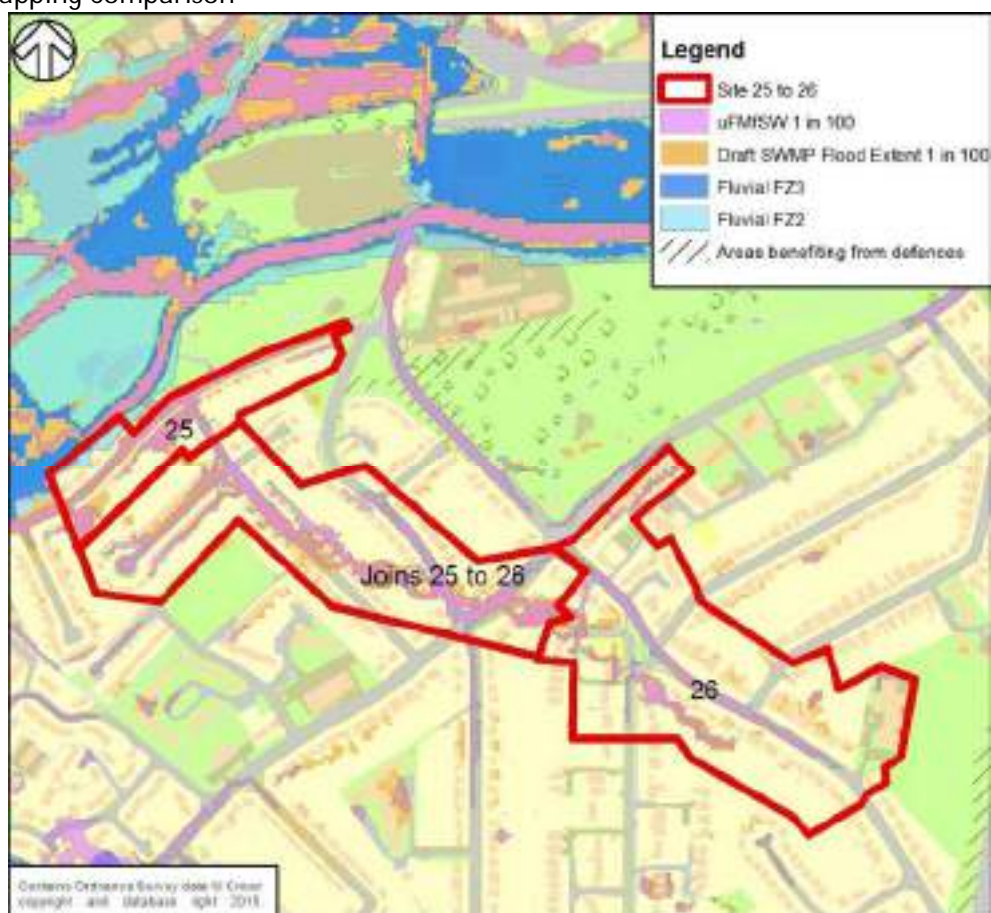 apping comparison
Legend
Site 25 to 26
uFMfSW 1 in 100
Draft SWMP Flood Extent 1 in 100
Fluvial FZ3
Fluvial FZ2
Areas benefiting from defences
25
Joins 25 to 26
26
Contains Ordnance Survey data © Crown
copyright and database right 2015.